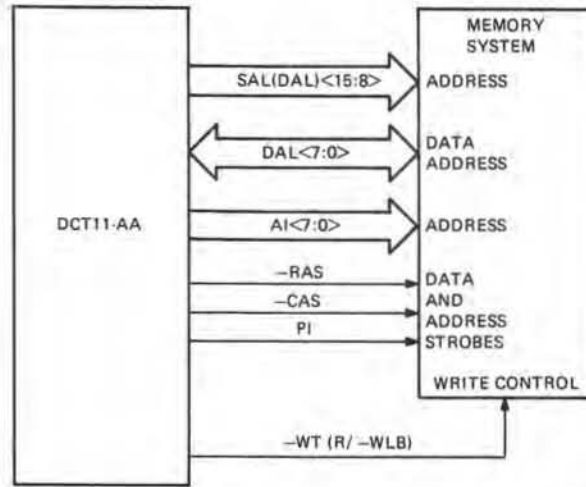 MEMORY
SYSTEM
SAL(DAL)<15:8>
ADDRESS
DAL<7:0>
DATA
ADDRESS
DCT11-AA
AI<7:0>
ADDRESS
−RAS
DATA
−CAS
AND
ADDRESS
PI
STROBES
WRITE CONTROL
−WT (R/ −WLB)